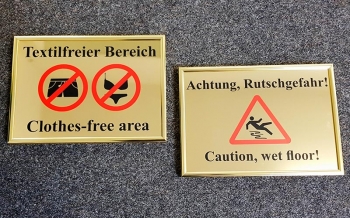 Textilfreier Bereich
Clothes-free area
Achtung, Rutschgefahr!
Caution, wet floor!